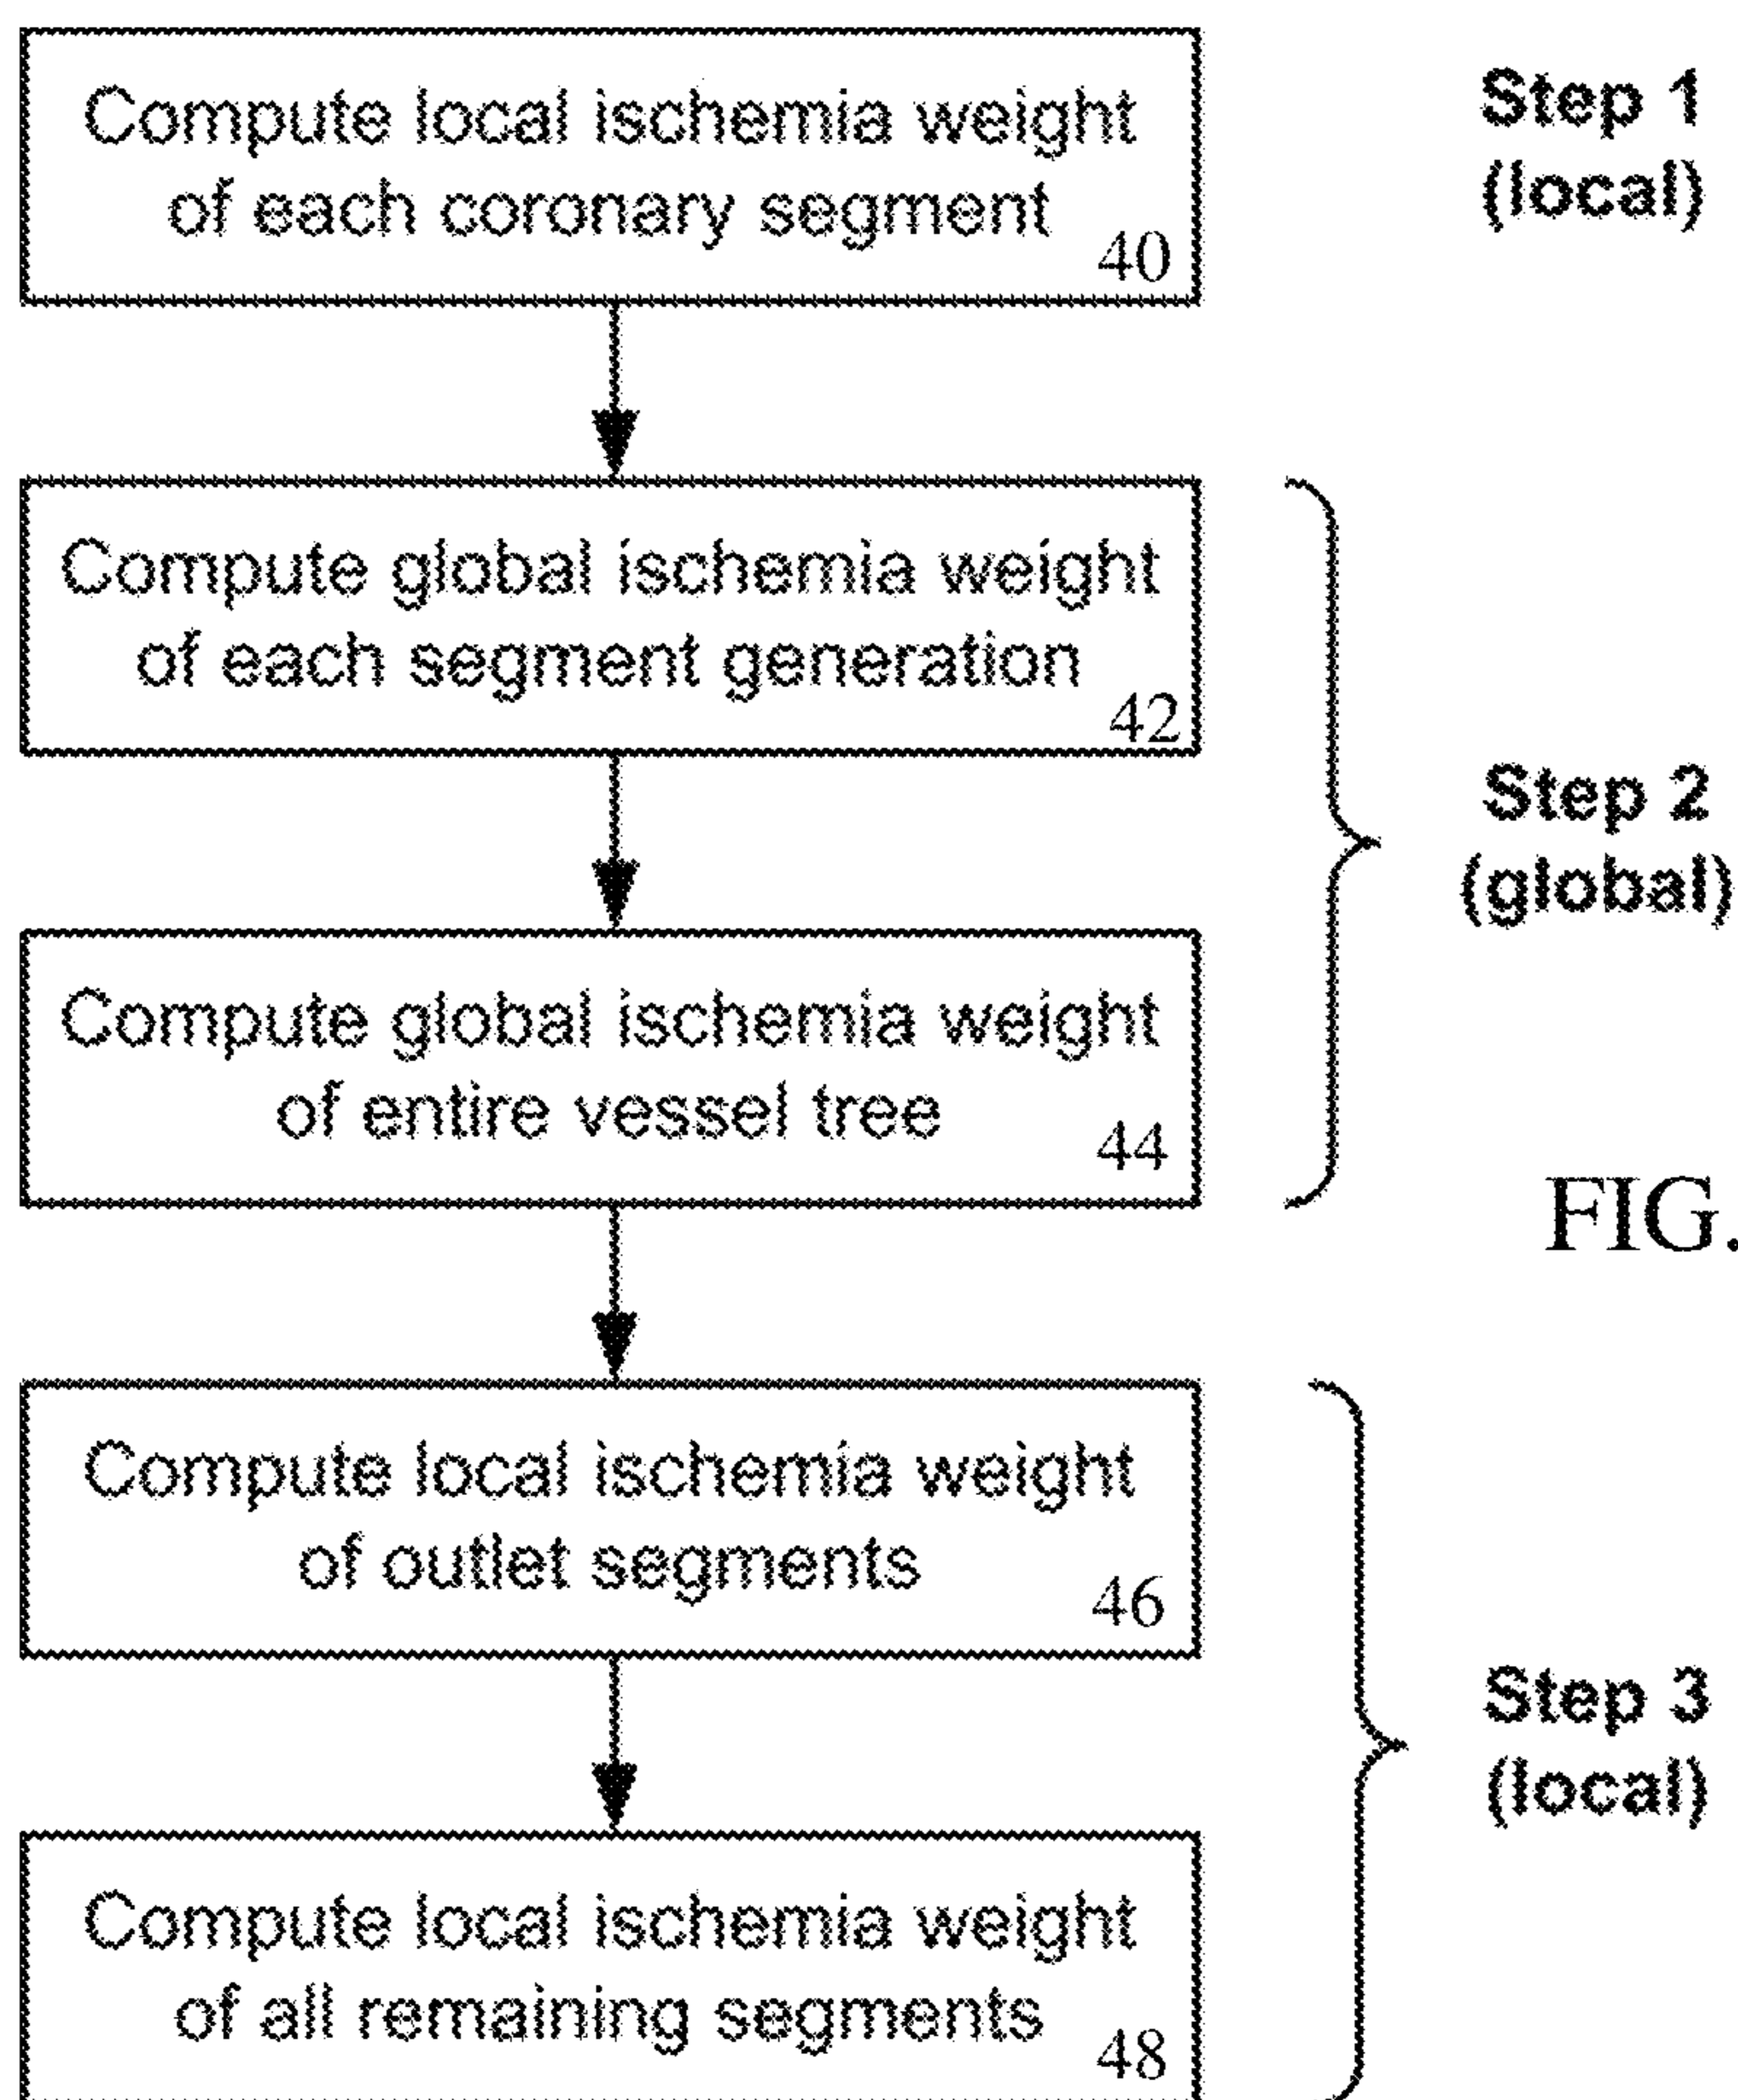 Compute local ischemia weight
of each coronary segment
40
Step 1
(local)
Compute global ischemia weight
of each segment generation
42
Step 2
(global)
Compute global ischemia weight
of entire vessel tree
44
FIG.
Compute local ischemia weight
of outlet segments
46
Step 3
(local)
Compute local ischemia weight
of all remaining segments
48